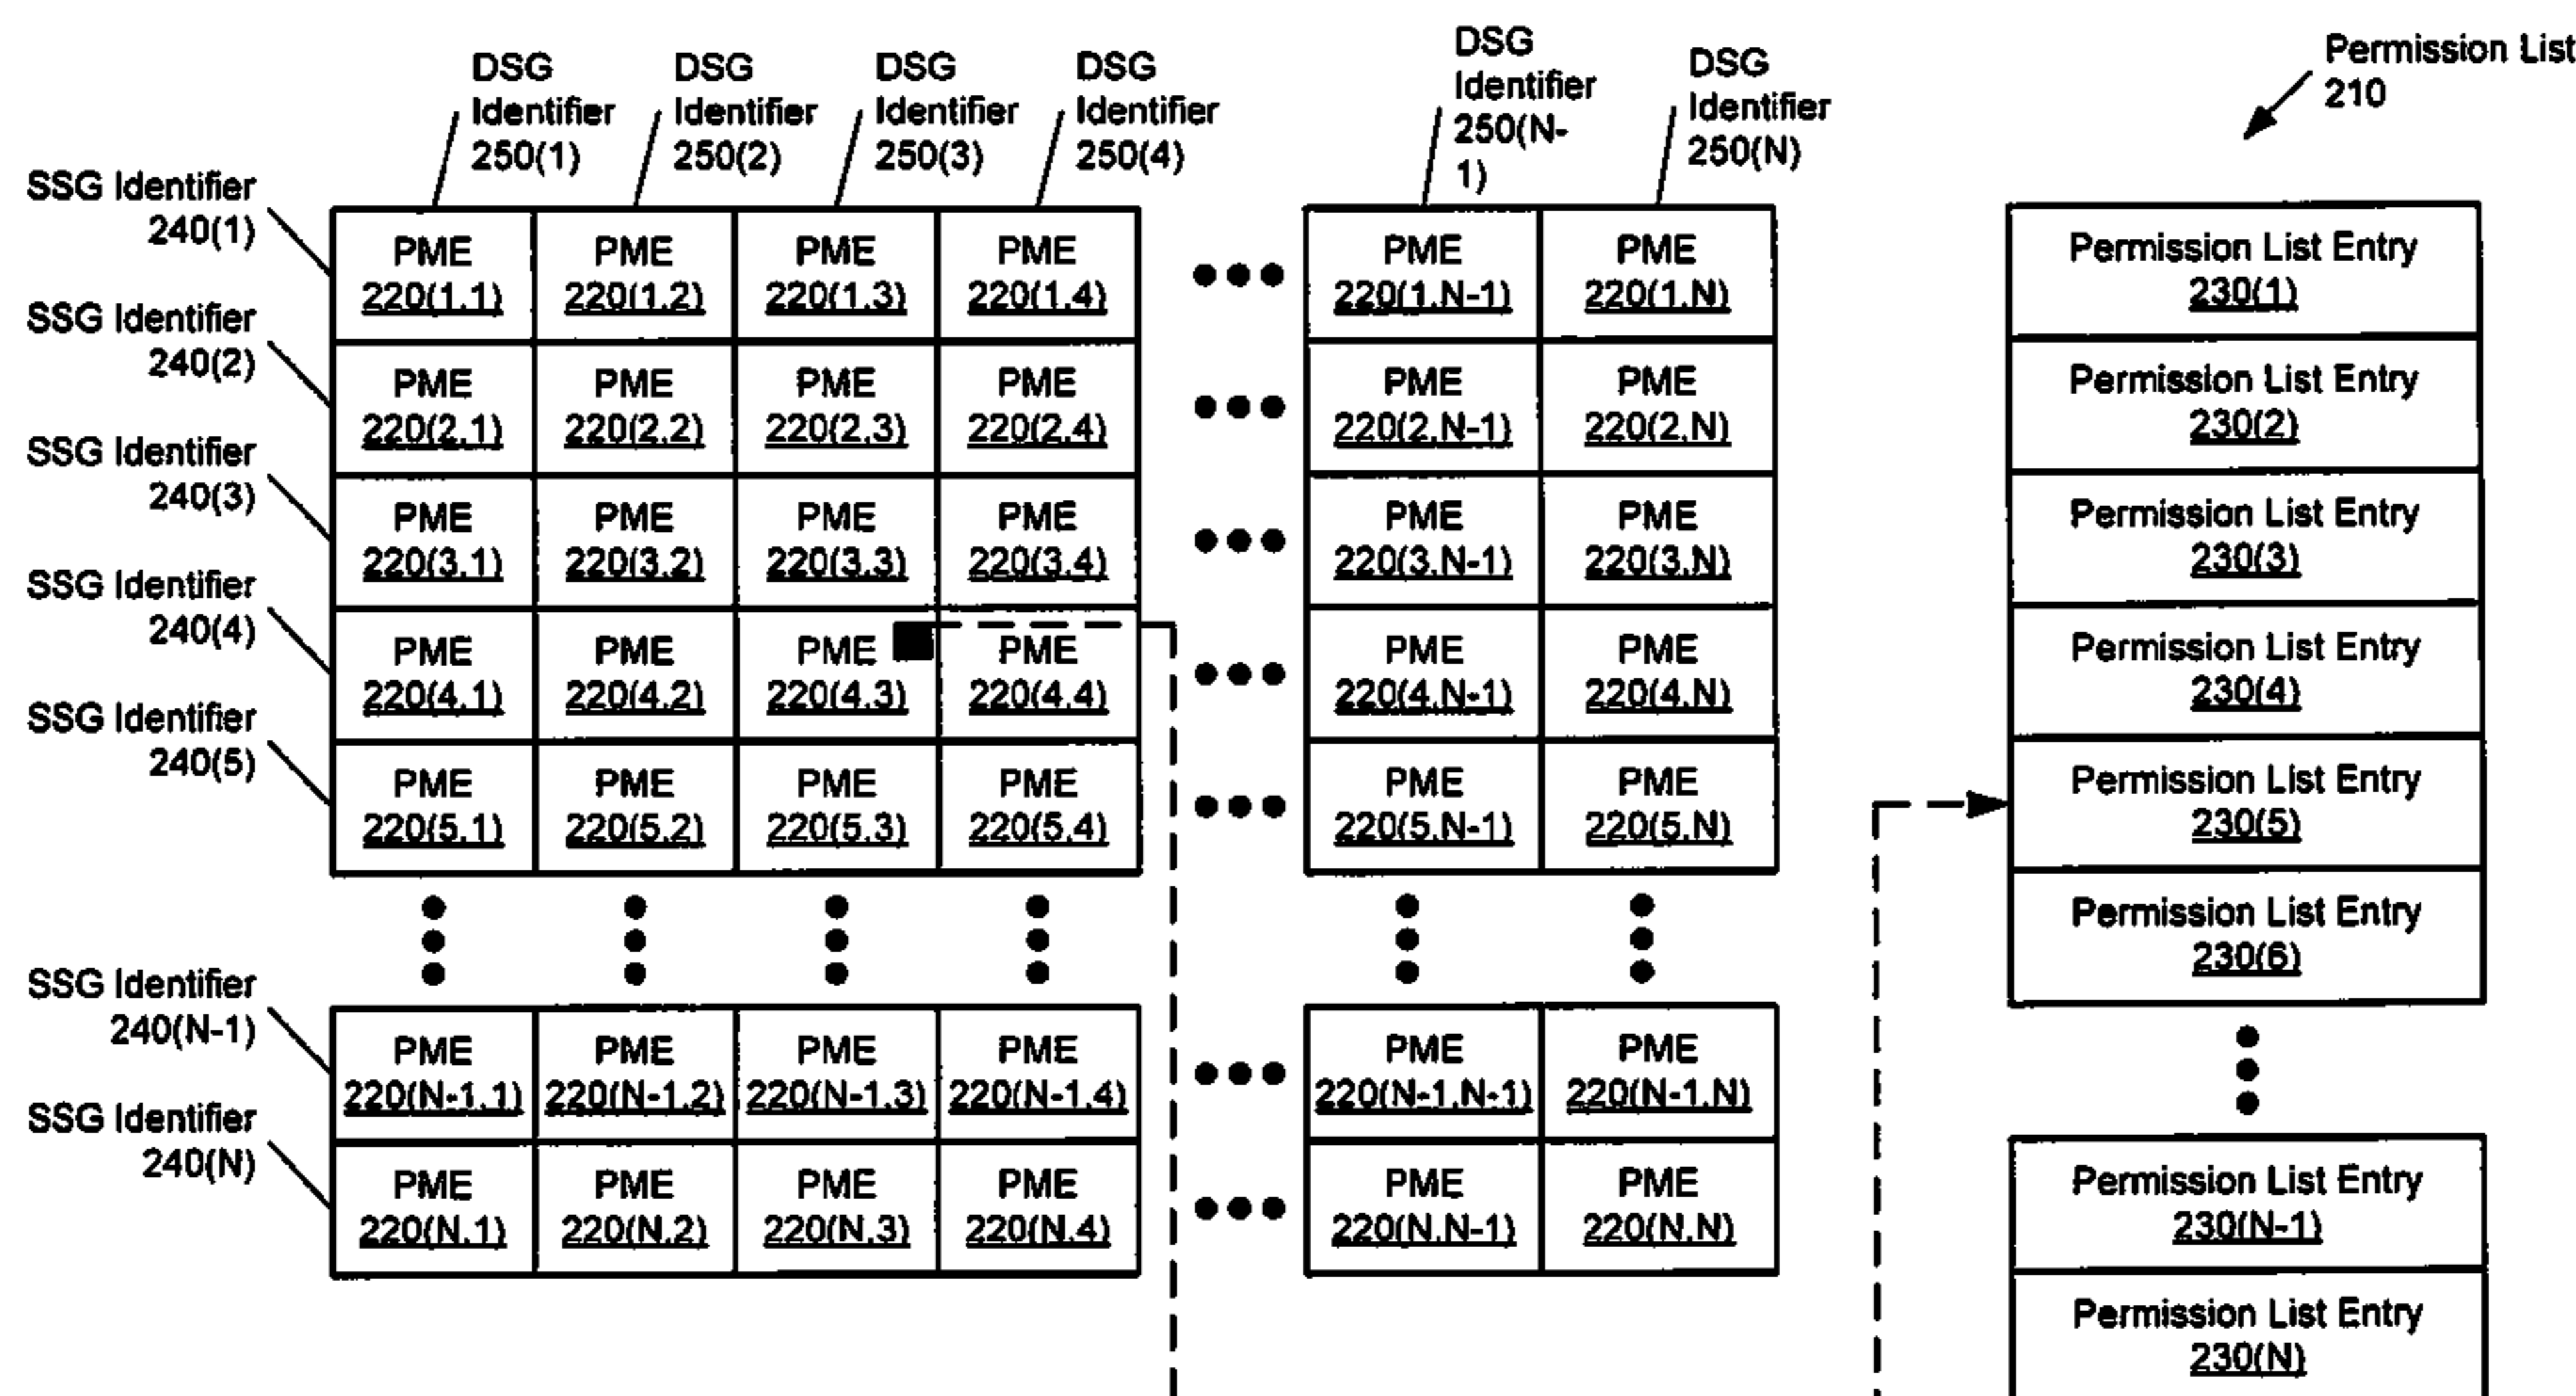 DSG
Identifier
250(1)
DSG
Identifier
250(2)
DSG
Identifier
250(3)
DSG
Identifier
250(4)
DSG
Identifier
250(N-
1)
DSG
Identifier
250(N)
Permission List
210
SSG Identifier
240(1)
SSG Identifier
240(2)
SSG Identifier
240(3)
SSG Identifier
240(4)
SSG Identifier
240(5)
SSG Identifier
240(N-1)
SSG Identifier
240(N)
PME PME PME PME PME PME
220(1,1) 220(1,2) 220(1,3) 220(1,4) 220(1,N-1) 220(1,N)
PME PME PME PME PME PME
220(2,1) 220(2,2) 220(2,3) 220(2,4) 220(2,N-1) 220(2,N)
PME PME PME PME PME PME
220(3,1) 220(3,2) 220(3,3) 220(3,4) 220(3,N-1) 220(3,N)
PME PME PME PME PME PME
220(4,1) 220(4,2) 220(4,3) 220(4,4) 220(4,N-1) 220(4,N)
PME PME PME PME PME PME
220(5,1) 220(5,2) 220(5,3) 220(5,4) 220(5,N-1) 220(5,N)
PME PME PME PME PME PME
220(N-1,1) 220(N-1,2) 220(N-1,3) 220(N-1,4) 220(N-1,N-1) 220(N-1,N)
PME PME PME PME PME PME
220(N,1) 220(N,2) 220(N,3) 220(N,4) 220(N,N-1) 220(N,N)
Permission List Entry
230(1)
Permission List Entry
230(2)
Permission List Entry
230(3)
Permission List Entry
230(4)
Permission List Entry
230(5)
Permission List Entry
230(6)
Permission List Entry
230(N-1)
Permission List Entry
230(N)